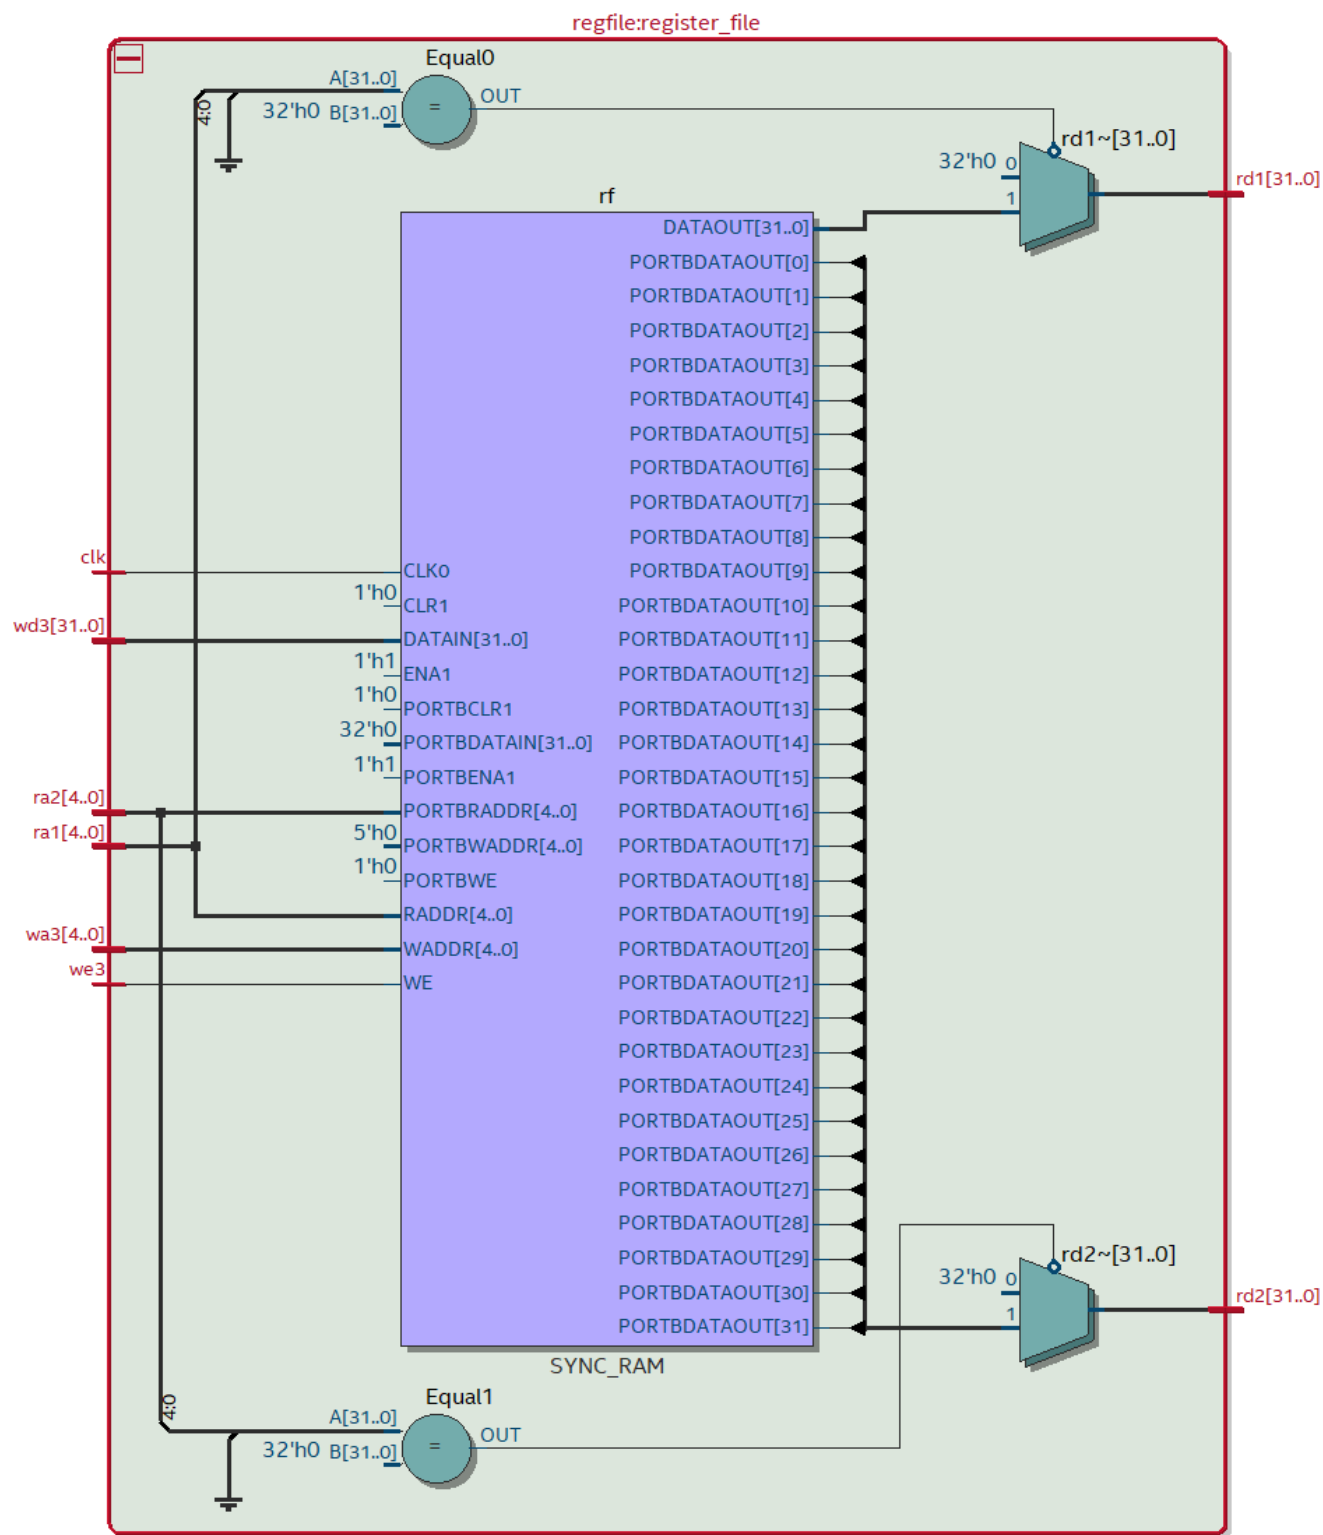 regfile:register_file
Equal0
A[31..0]
32'h0 B[31..0]
=
OUT
4:0
rd1~[31..0]
32'h0 0
1
rd1[31..0]
rf
DATAOUT[31..0]
PORTBDATAOUT[0]
PORTBDATAOUT[1]
PORTBDATAOUT[2]
PORTBDATAOUT[3]
PORTBDATAOUT[4]
PORTBDATAOUT[5]
PORTBDATAOUT[6]
PORTBDATAOUT[7]
PORTBDATAOUT[8]
PORTBDATAOUT[9]
PORTBDATAOUT[10]
PORTBDATAOUT[11]
PORTBDATAOUT[12]
PORTBDATAOUT[13]
PORTBDATAOUT[14]
PORTBDATAOUT[15]
PORTBDATAOUT[16]
PORTBDATAOUT[17]
PORTBDATAOUT[18]
PORTBDATAOUT[19]
PORTBDATAOUT[20]
PORTBDATAOUT[21]
PORTBDATAOUT[22]
PORTBDATAOUT[23]
PORTBDATAOUT[24]
PORTBDATAOUT[25]
PORTBDATAOUT[26]
PORTBDATAOUT[27]
PORTBDATAOUT[28]
PORTBDATAOUT[29]
PORTBDATAOUT[30]
PORTBDATAOUT[31]
clk
CLK0
1'h0
CLR1
wd3[31..0]
DATAIN[31..0]
1'h1
ENA1
1'h0
PORTBCLR1
32'h0
PORTBDATAIN[31..0]
1'h1
PORTBENA1
ra2[4..0]
PORTBRADDR[4..0]
ra1[4..0]
5'h0
PORTBWADDR[4..0]
1'h0
PORTBWE
RADDR[4..0]
wa3[4..0]
WADDR[4..0]
we3
WE
rd2~[31..0]
32'h0 0
1
rd2[31..0]
SYNC_RAM
Equal1
4:0
A[31..0]
32'h0 B[31..0]
=
OUT